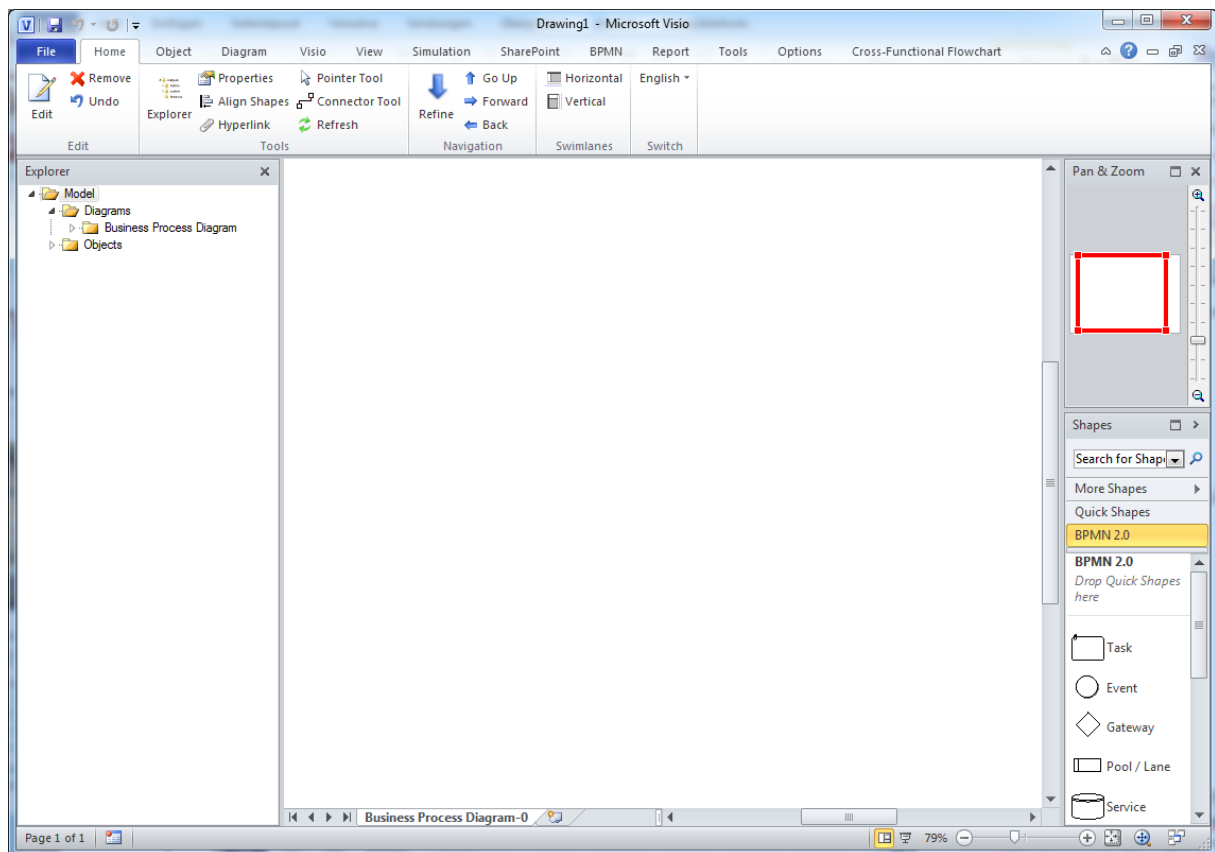 Drawing1 - Microsoft Visio
File Home Object Diagram Visio View Simulation SharePoint BPMN Report Tools Options Cross-Functional Flowchart
Remove Properties Pointer Tool Go Up Horizontal English
Undo Align Shapes Connector Tool Forward Vertical
Edit Explorer Hyperlink Refresh Refine Back
Edit Tools Navigation Swimlanes Switch
Explorer
Model
Diagrams
Business Process Diagram
Objects
Pan & Zoom
Shapes
Search for Shap
More Shapes
Quick Shapes
BPMN 2.0
BPMN 2.0
Drop Quick Shapes
here
Task
Event
Gateway
Pool / Lane
Service
Business Process Diagram-0
Page 1 of 1
79%